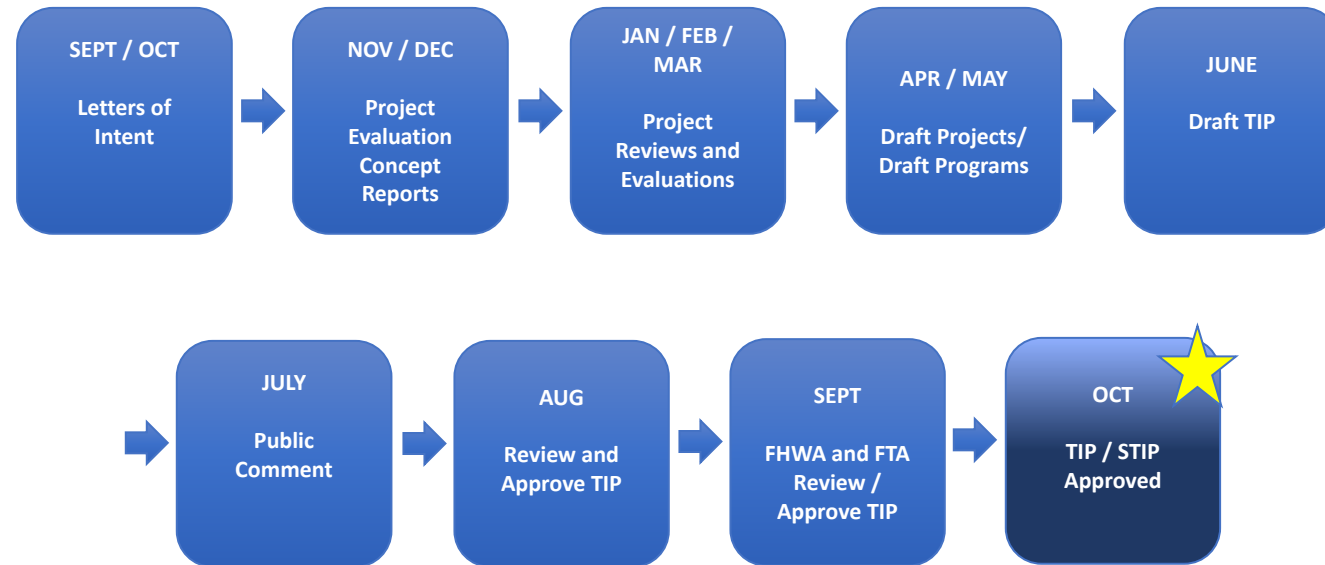 SEPT / OCT
Letters of
Intent
NOV / DEC
Project
Evaluation
Concept
Reports
JAN / FEB /
MAR
Project
Reviews and
Evaluations
APR / MAY
Draft Projects/
Draft Programs
JUNE
Draft TIP
JULY
Public
Comment
AUG
Review and
Approve TIP
SEPT
FHWA and FTA
Review /
Approve TIP
OCT
TIP / STIP
Approved